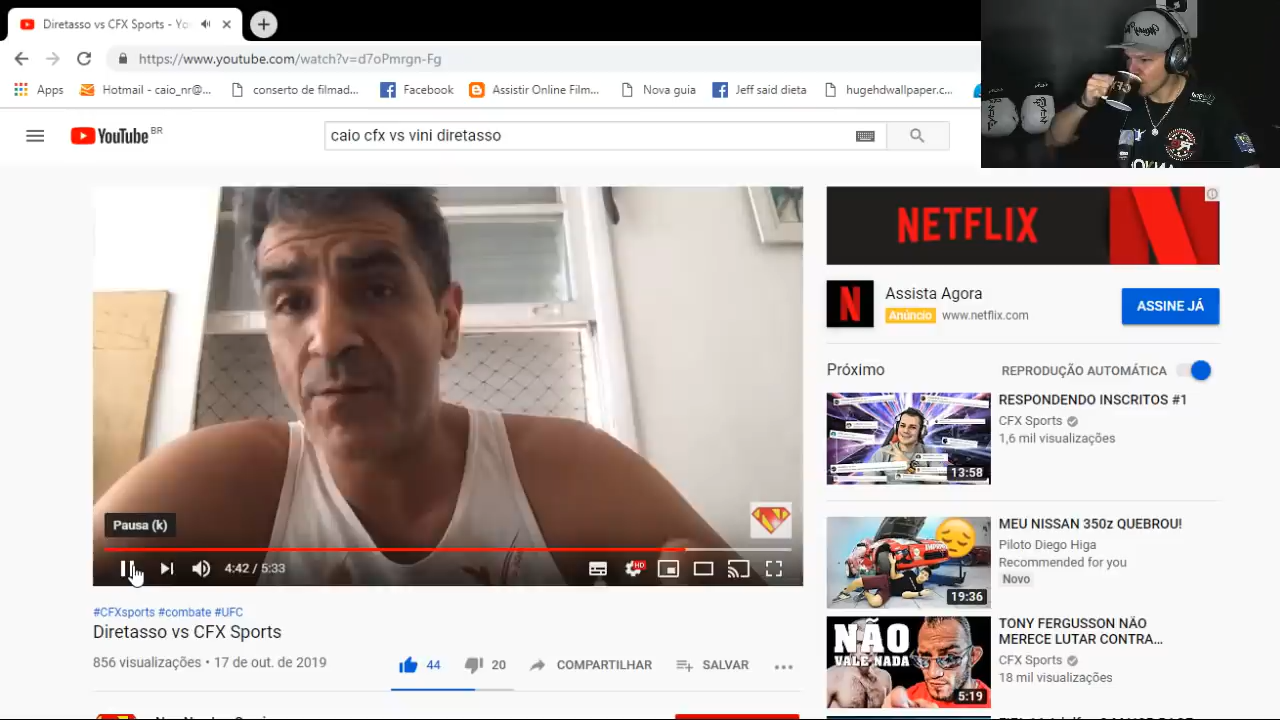 Diretasso vs CFX Sports - Yo
https://www.youtube.com/watch?v=d7oPmrgn-Fg
Apps
Hotmail - caio_nr@...
conserto de filmad...
Facebook
Assistir Online Film...
Nova guia
Jeff said dieta
hugehdwallpaper.c...
YouTube BR
caio cfx vs vini diretasso
NETFLIX
Assista Agora
Anúncio www.netflix.com
ASSINE JÁ
Próximo
REPRODUÇÃO AUTOMÁTICA
RESPONDENDO INSCRITOS #1
CFX Sports
1,6 mil visualizações
13:58
Pausa (k)
4:42 / 5:33
HD
MEU NISSAN 350z QUEBROU!
Piloto Diego Higa
Recommended for you
Novo
19:36
#CFXsports #combate #UFC
Diretasso vs CFX Sports
856 visualizações • 17 de out. de 2019
44
20
COMPARTILHAR
SALVAR
TONY FERGUSSON NÃO
MERECE LUTAR CONTRA...
CFX Sports
18 mil visualizações
NÃO
VALE NADA
5:19